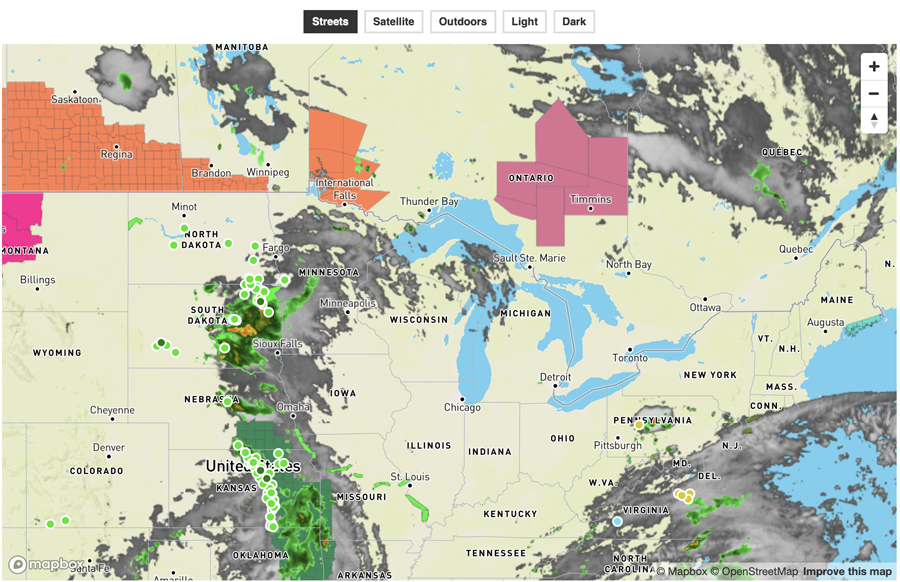 Streets Satellite Outdoors Light Dark
MANITOBA
Saskatoon
QUÉBEC
Regina
Brandon
Winnipeg
International
Falls
ONTARIO
Timmins
Thunder Bay
Minot
NORTH
DAKOTA
Fargo
MONTANA
Quebec
N.
Sault Ste. Marie
North Bay
Billings
MINNESOTA
Minneapolis
SOUTH
DAKOTA
WISCONSIN
MICHIGAN
Ottawa
MAINE
Augusta
WYOMING
Sioux Falls
Toronto
VT.
N.H.
Detroit
NEW YORK
MASS.
CONN.
IOWA
NEBRASKA
Omaha
Chicago
Cheyenne
PENNSYLVANIA
Pittsburgh
N.J.
Denver
COLORADO
United States
ILLINOIS
INDIANA
OHIO
MD.
DEL.
KANSAS
St. Louis
MISSOURI
W.VA.
VIRGINIA
KENTUCKY
OKLAHOMA
TENNESSEE
NORTH
CAROLINA
mapbox
Santa Fe
Amarillo
ARKANSAS
© Mapbox © OpenStreetMap Improve this map